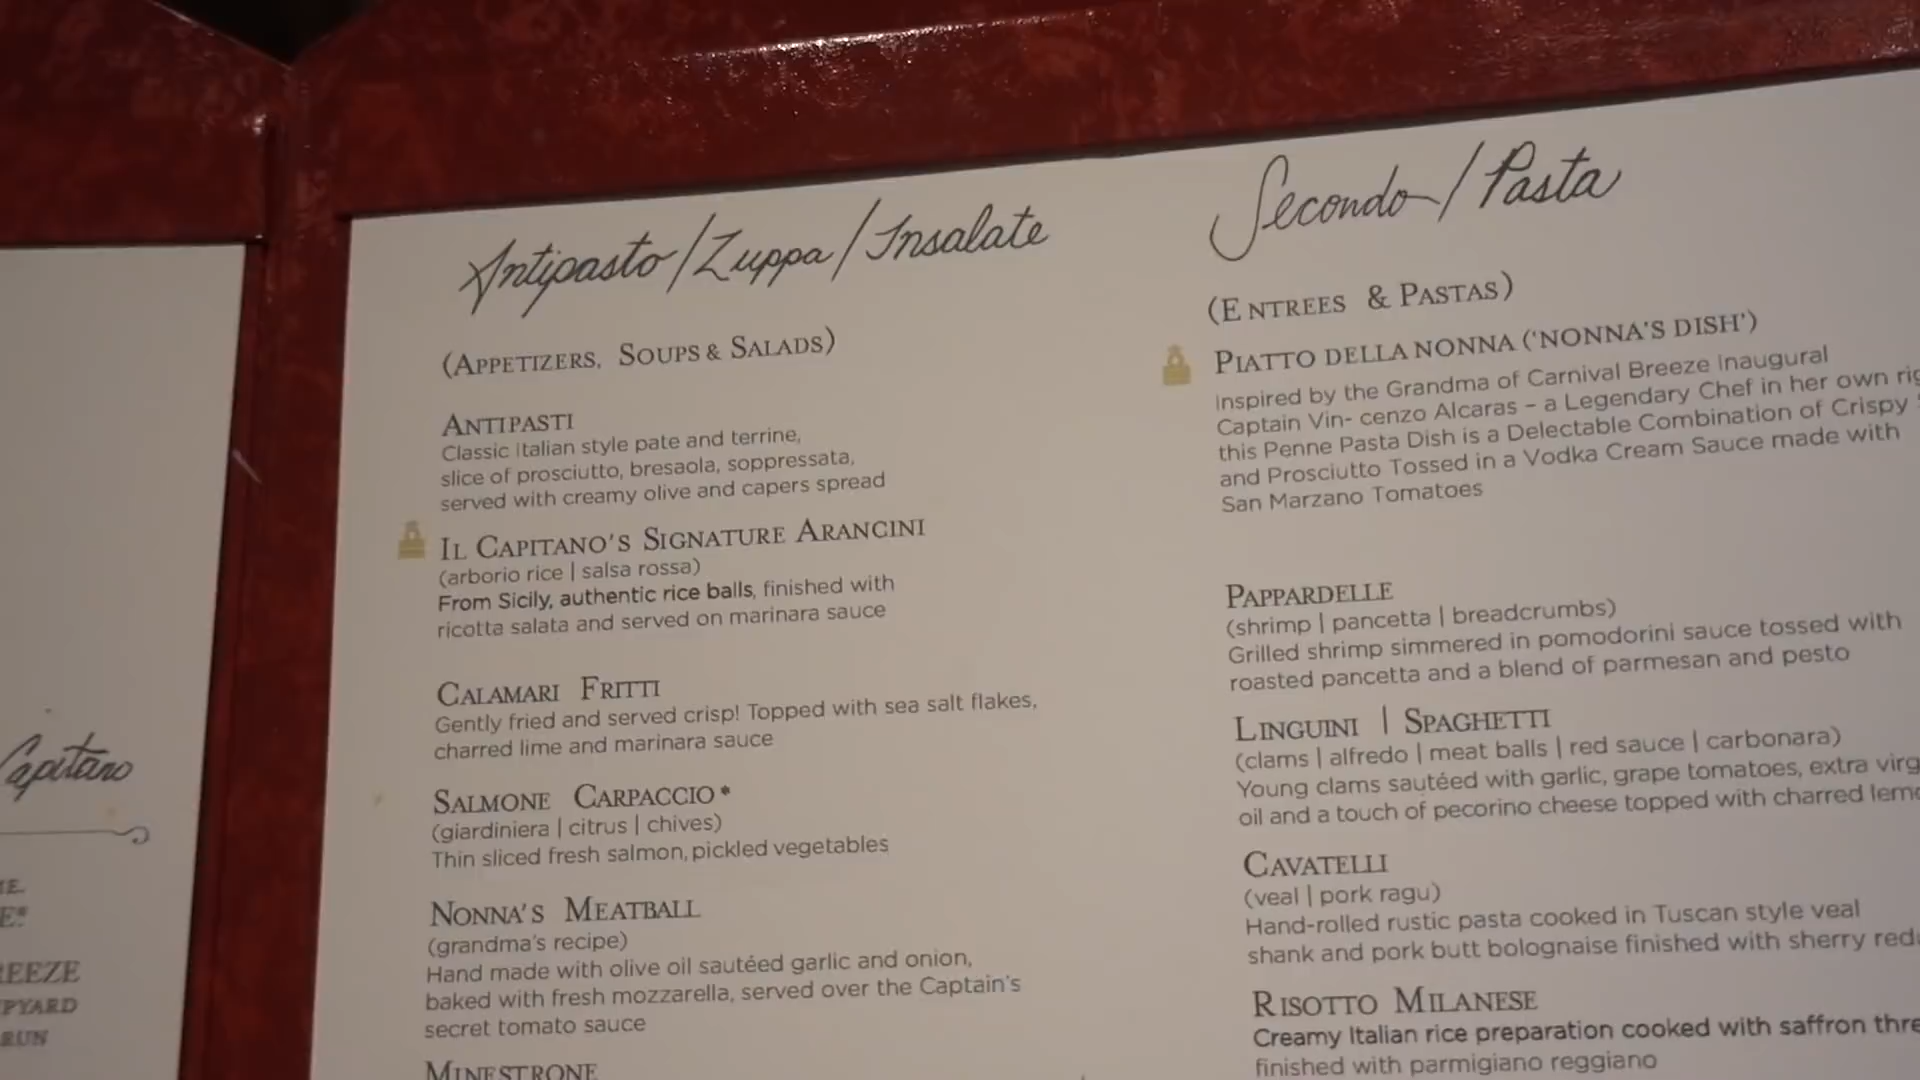 Capitano
REEZE
Antipasto/Zuppa/Insalate
(APPETIZERS, SOUPS & SALADS)
ANTIPASTI
Classic Italian style pate and terrine,
slice of prosciutto, bresaola, soppressata,
served with creamy olive and capers spread
IL CAPITANO'S SIGNATURE ARANCINI
(arborio rice | salsa rossa)
From Sicily, authentic rice balls, finished with
ricotta salata and served on marinara sauce
CALAMARI FRITTI
Gently fried and served crisp! Topped with sea salt flakes,
charred lime and marinara sauce
SALMONE CARPACCIO*
(giardiniera | citrus | chives)
Thin sliced fresh salmon, pickled vegetables
NONNA'S MEATBALL
(grandma's recipe)
Hand made with olive oil sautéed garlic and onion,
baked with fresh mozzarella, served over the Captain's
secret tomato sauce
MINESTRONE
Secondo/Pasta
(ENTREES & PASTAS)
PIATTO DELLA NONNA ('NONNA'S DISH')
Inspired by the Grandma of Carnival Breeze Inaugural
Captain Vin- cenzo Alcaras – a Legendary Chef in her own rig
this Penne Pasta Dish is a Delectable Combination of Crispy
and Prosciutto Tossed in a Vodka Cream Sauce made with
San Marzano Tomatoes
PAPPARDELLE
(shrimp | pancetta | breadcrumbs)
Grilled shrimp simmered in pomodorini sauce tossed with
roasted pancetta and a blend of parmesan and pesto
LINGUINI | SPAGHETTI
(clams | alfredo | meat balls | red sauce | carbonara)
Young clams sautéed with garlic, grape tomatoes, extra virg
oil and a touch of pecorino cheese topped with charred lemo
CAVATELLI
(veal | pork ragu)
Hand-rolled rustic pasta cooked in Tuscan style veal
shank and pork butt bolognaise finished with sherry red
RISOTTO MILANESE
Creamy Italian rice preparation cooked with saffron thre
finished with parmigiano reggiano